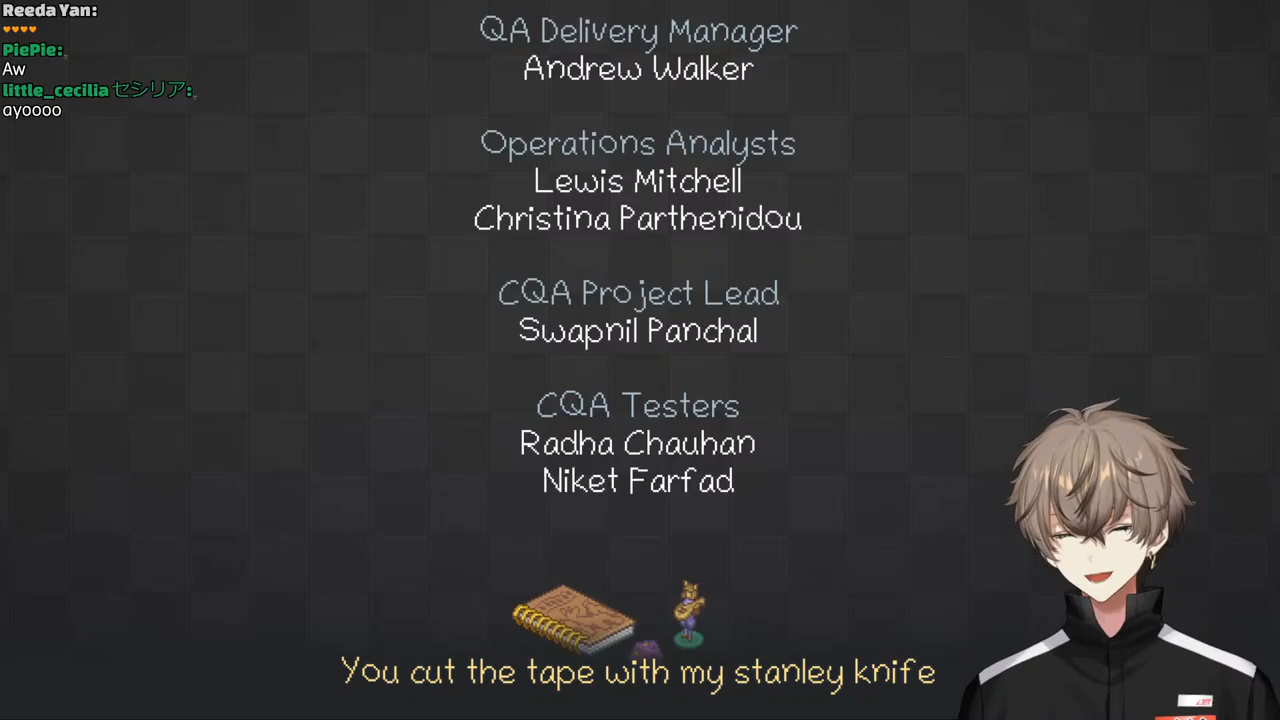 Reeda Yan:
PiePie:
Aw
little_cecilia セシリア:
ayoooo
QA Delivery Manager
Andrew Walker
Operations Analysts
Lewis Mitchell
Christina Parthenidou
CQA Project Lead
Swapnil Panchal
CQA Testers
Radha Chauhan
Niket Farfad
You cut the tape with my stanley knife